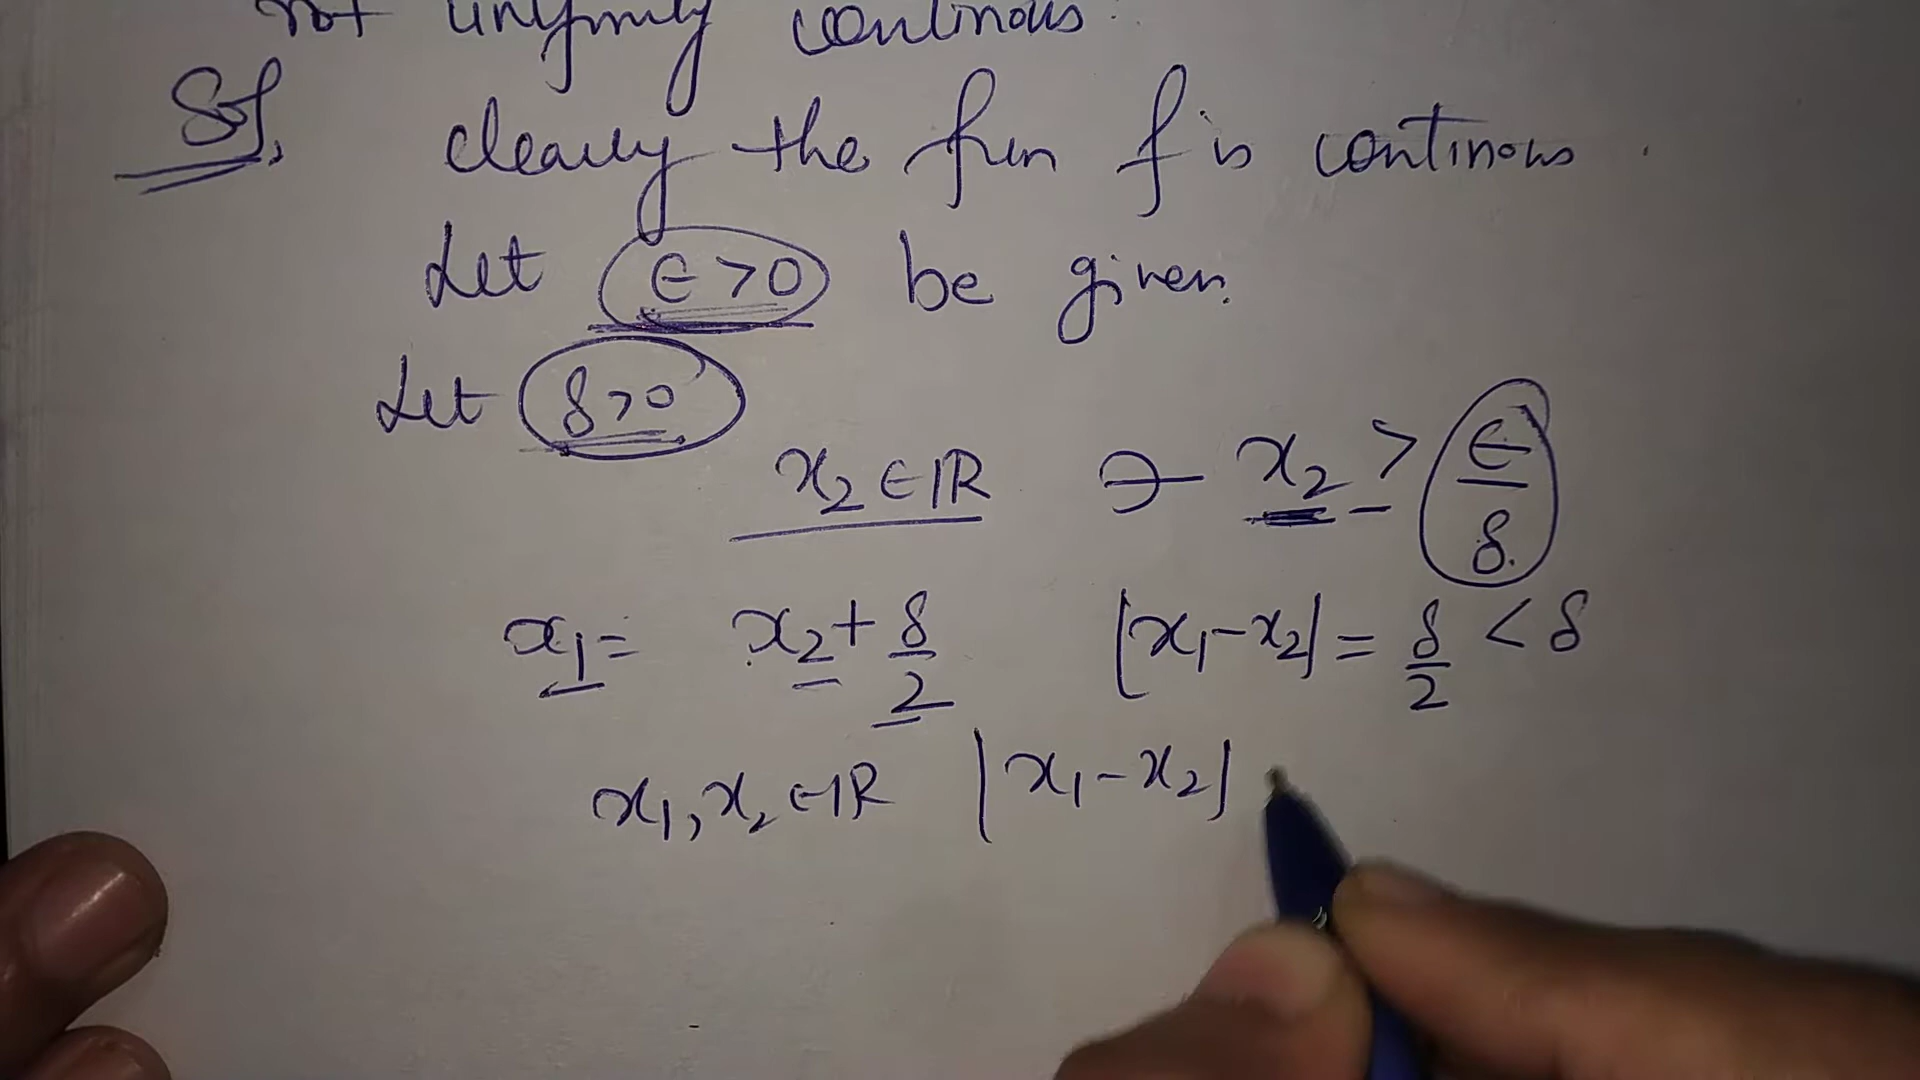 not uniformly continous.
Sol, clearly the fun f is continous.
Let ϵ>0 be given.
Let δ>0
x₂ ∈ ℝ ∋ x₂ > ϵ/δ.
x₁ = x₂ + δ/2 |x₁-x₂| = δ/2 < δ
x₁, x₂ ∈ ℝ |x₁-x₂|